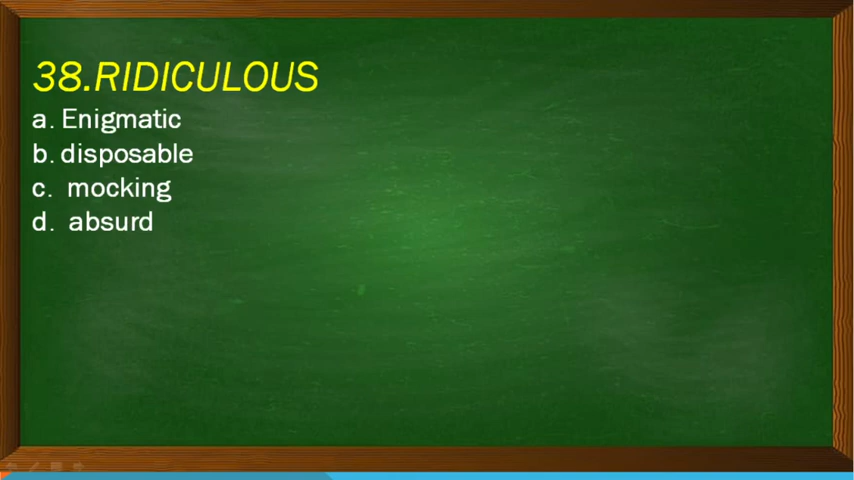 38.RIDICULOUS
a. Enigmatic
b. disposable
c.  mocking
d.  absurd